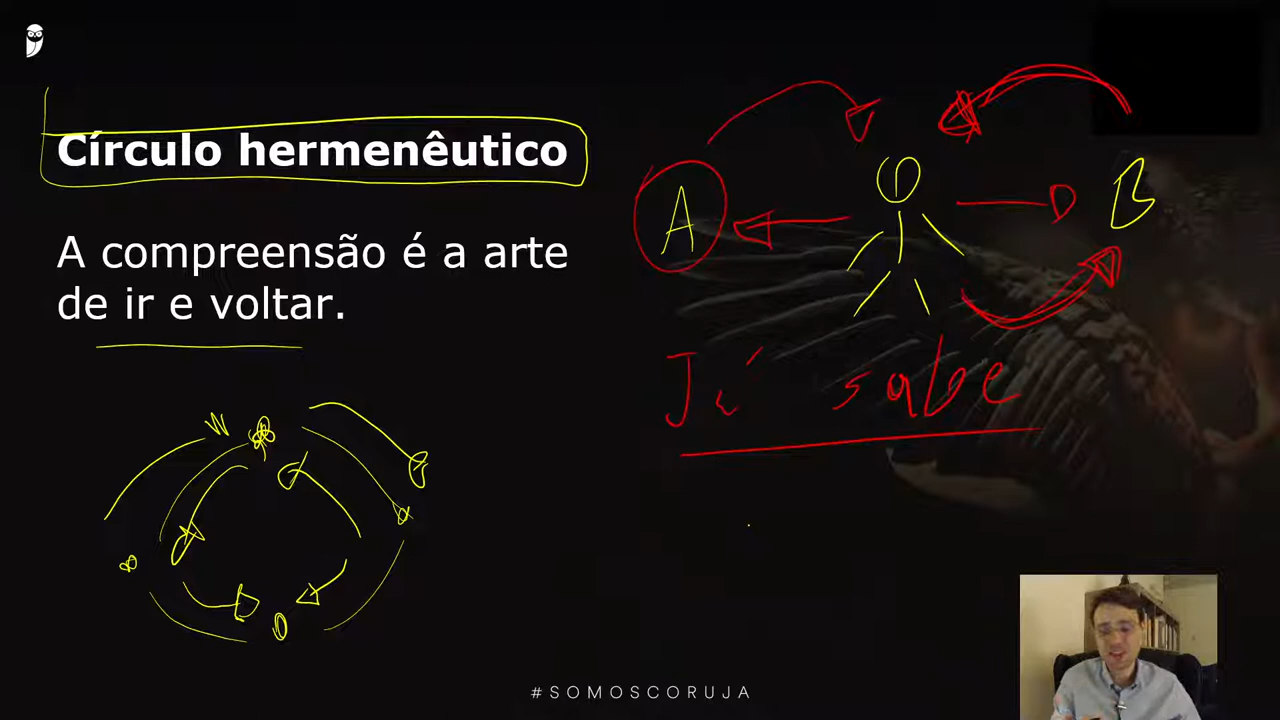 Círculo hermenêutico
A compreensão é a arte
de ir e voltar.
A
B
Já sabe
#SOMOSCORUJA